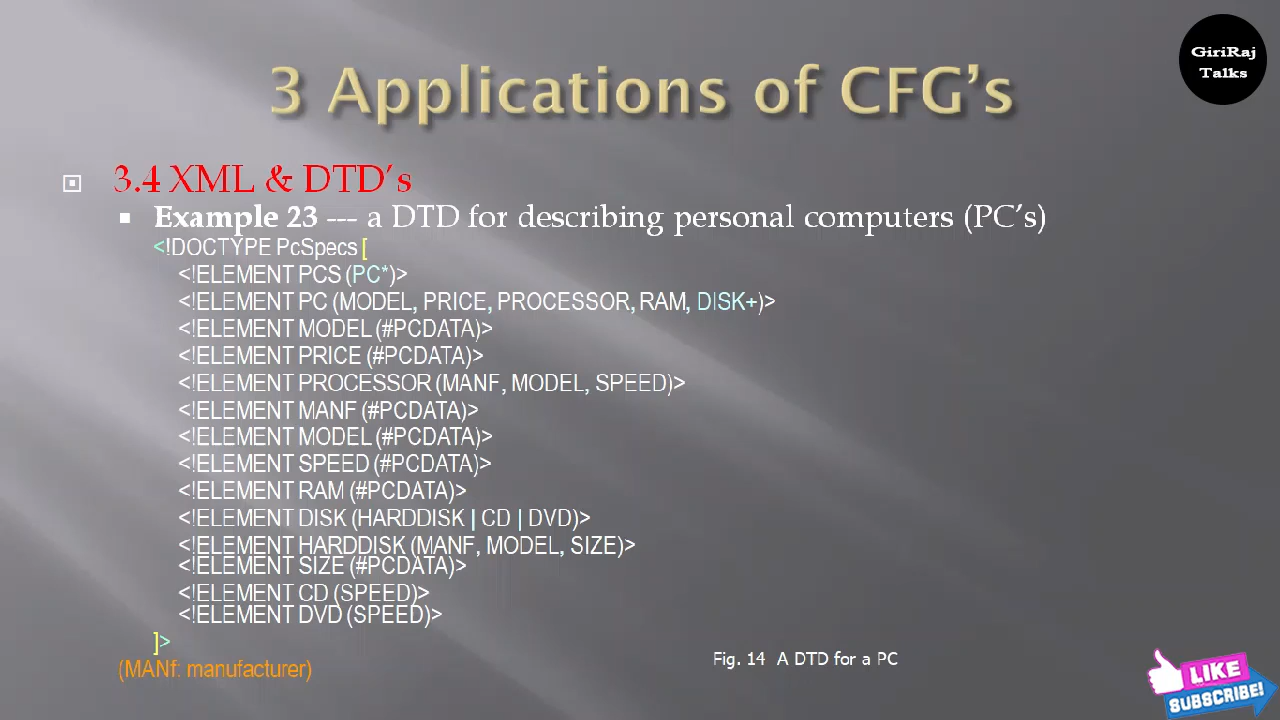 GiriRaj
Talks
3 Applications of CFG’s
3.4 XML & DTD’s
Example 23 --- a DTD for describing personal computers (PC’s)
<!DOCTYPE PcSpecs [
<!ELEMENT PCS (PC*)>
<!ELEMENT PC (MODEL, PRICE, PROCESSOR, RAM, DISK+)>
<!ELEMENT MODEL (#PCDATA)>
<!ELEMENT PRICE (#PCDATA)>
<!ELEMENT PROCESSOR (MANF, MODEL, SPEED)>
<!ELEMENT MANF (#PCDATA)>
<!ELEMENT MODEL (#PCDATA)>
<!ELEMENT SPEED (#PCDATA)>
<!ELEMENT RAM (#PCDATA)>
<!ELEMENT DISK (HARDDISK | CD | DVD)>
<!ELEMENT HARDDISK (MANF, MODEL, SIZE)>
<!ELEMENT SIZE (#PCDATA)>
<!ELEMENT CD (SPEED)>
<!ELEMENT DVD (SPEED)>
]>
(MANf: manufacturer)
Fig. 14 A DTD for a PC
LIKE
SUBSCRIBE!